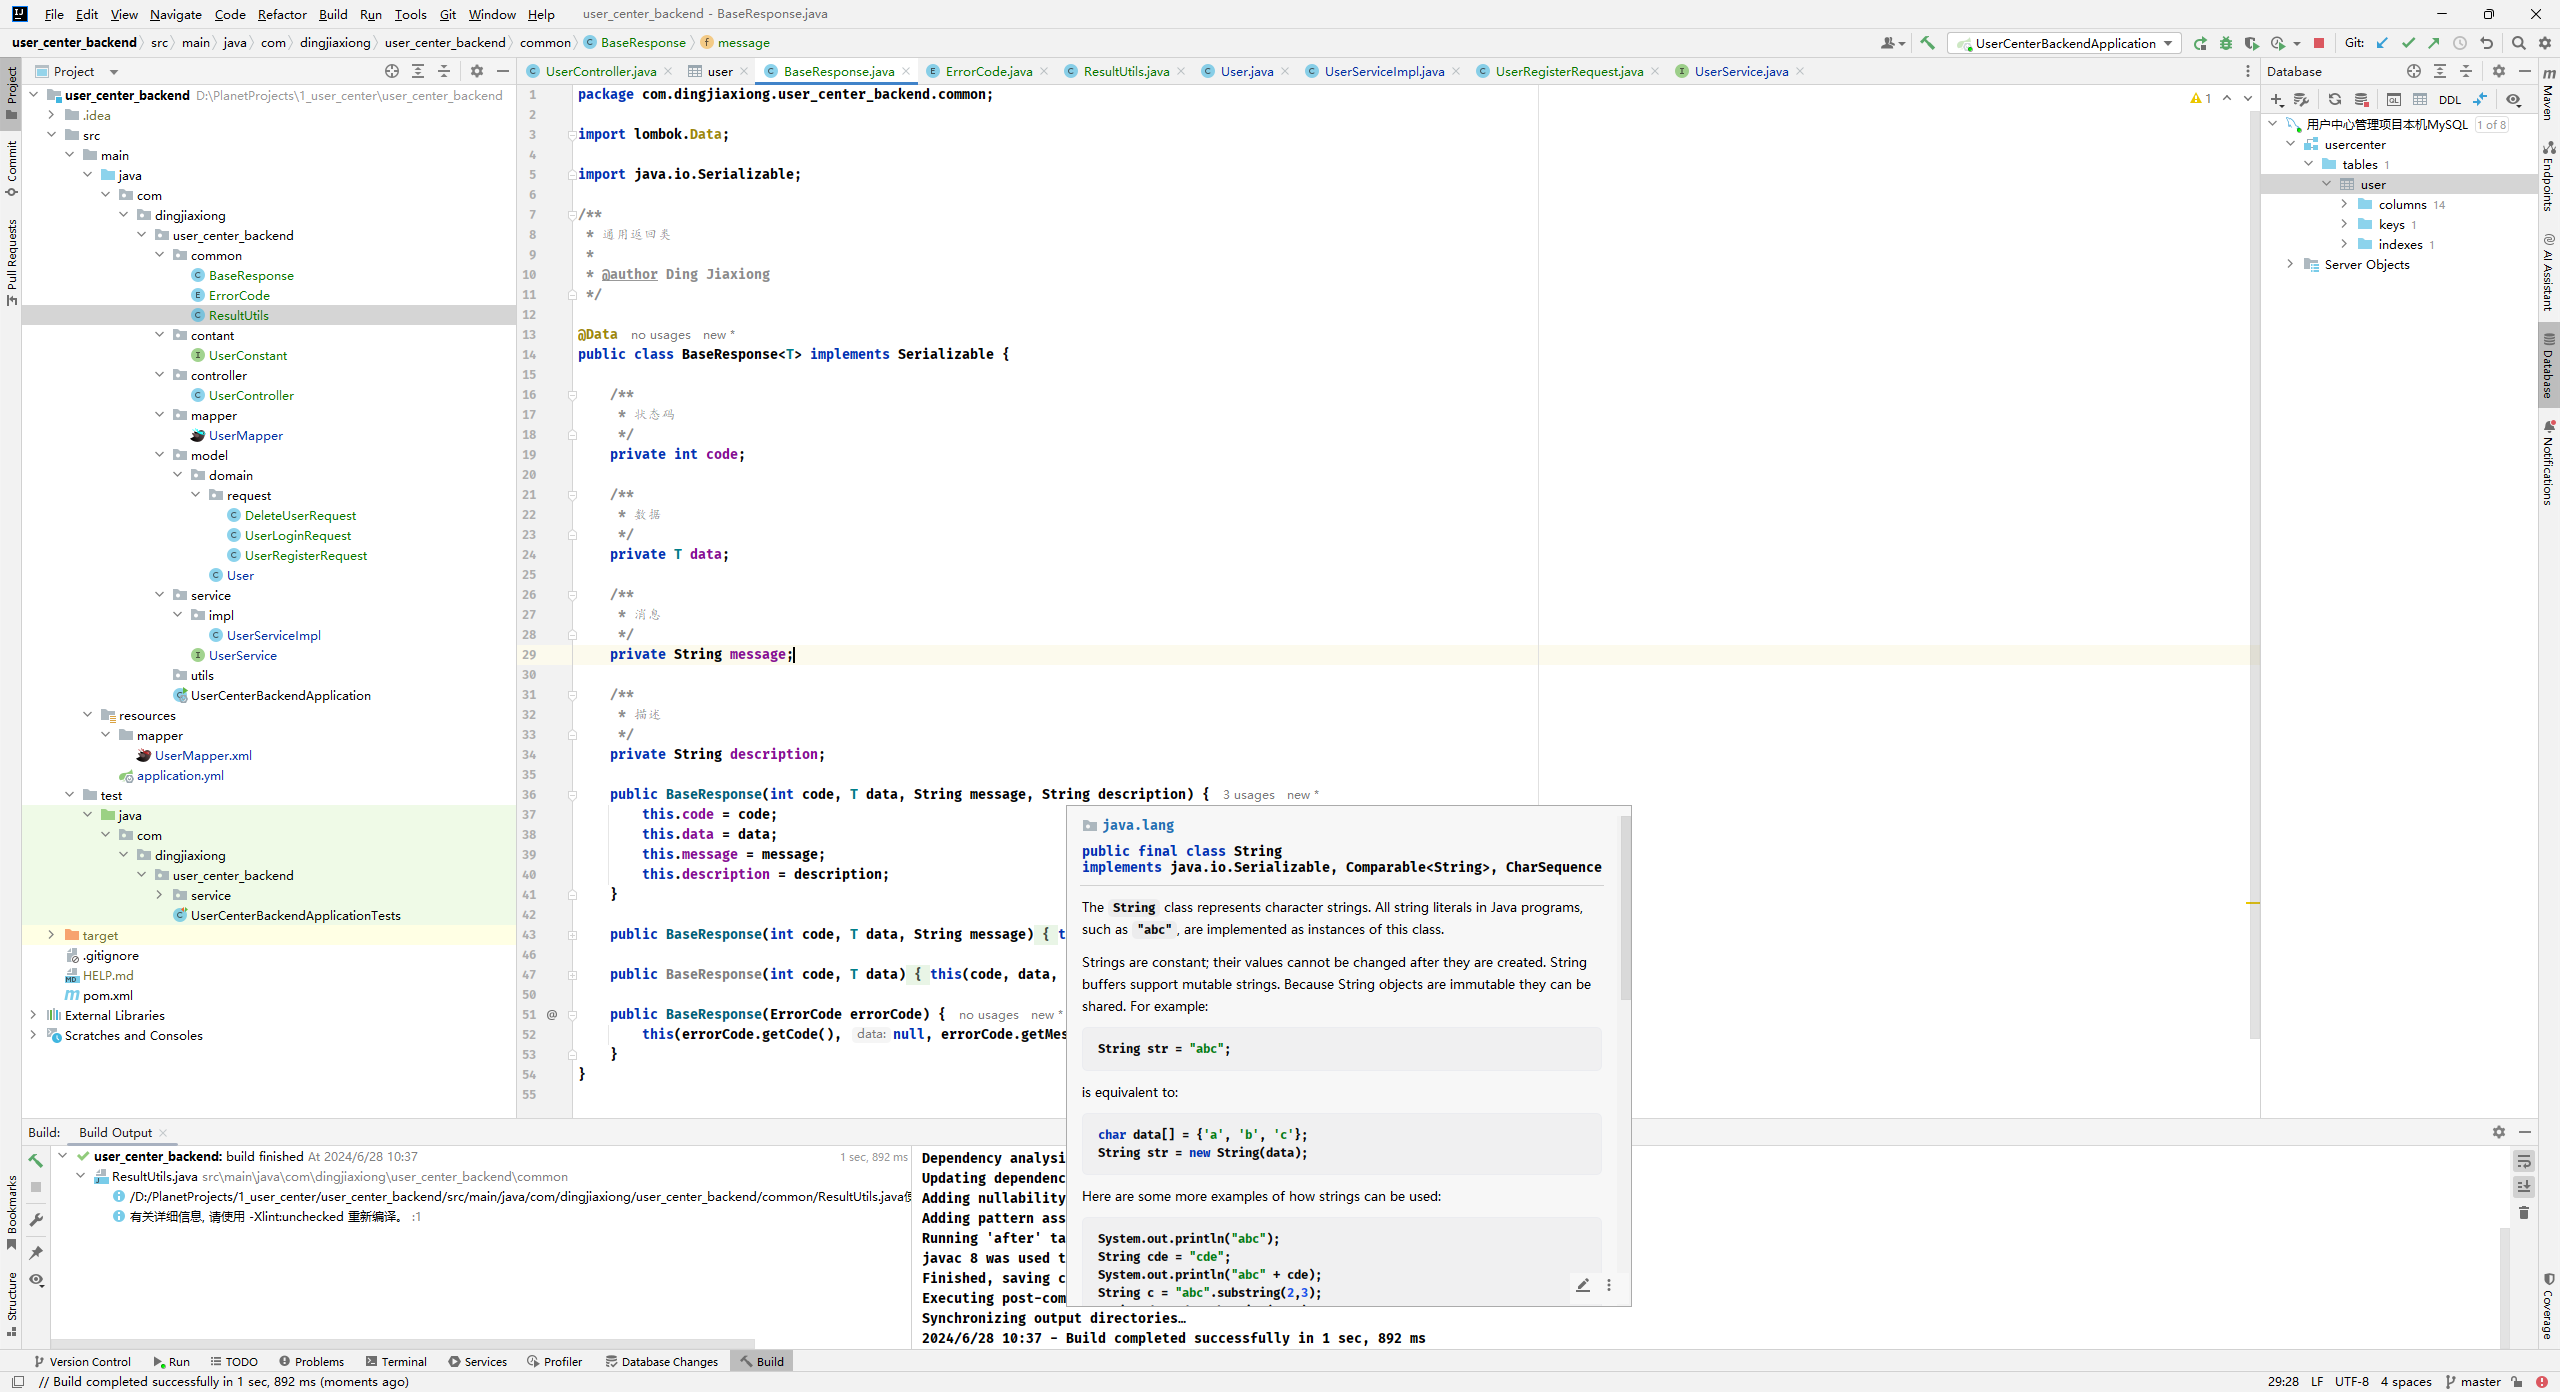 File Edit View Navigate Code Refactor Build Run Tools Git Window Help user_center_backend - BaseResponse.java
user_center_backend src main java com dingjiaxiong user_center_backend common BaseResponse message
UserCenterBackendApplication Git:
Project
UserController.java user BaseResponse.java ErrorCode.java ResultUtils.java User.java UserServiceImpl.java UserRegisterRequest.java UserService.java
Database
user_center_backend D:\PlanetProjects\1_user_center\user_center_backend
.idea
src
main
java
com
dingjiaxiong
user_center_backend
common
BaseResponse
ErrorCode
ResultUtils
contant
UserConstant
controller
UserController
mapper
UserMapper
model
domain
request
DeleteUserRequest
UserLoginRequest
UserRegisterRequest
User
service
impl
UserServiceImpl
UserService
utils
UserCenterBackendApplication
resources
mapper
UserMapper.xml
application.yml
test
java
com
dingjiaxiong
user_center_backend
service
UserCenterBackendApplicationTests
target
.gitignore
HELP.md
pom.xml
External Libraries
Scratches and Consoles
1 package com.dingjiaxiong.user_center_backend.common;
2
3 import lombok.Data;
4
5 import java.io.Serializable;
6
7 /**
8 * 通用返回类
9 *
10 * @author Ding Jiaxiong
11 */
12
13 @Data no usages new *
14 public class BaseResponse<T> implements Serializable {
15
16 /**
17 * 状态码
18 */
19 private int code;
20
21 /**
22 * 数据
23 */
24 private T data;
25
26 /**
27 * 消息
28 */
29 private String message;
30
31 /**
32 * 描述
33 */
34 private String description;
35
36 public BaseResponse(int code, T data, String message, String description) { 3 usages new *
37 this.code = code;
38 this.data = data;
39 this.message = message;
40 this.description = description;
41 }
42
43 public BaseResponse(int code, T data, String message) { t
46
47 public BaseResponse(int code, T data) { this(code, data,
50
51 @ public BaseResponse(ErrorCode errorCode) { no usages new *
52 this(errorCode.getCode(), data: null, errorCode.getMes
53 }
54 }
55
1
java.lang
public final class String
implements java.io.Serializable, Comparable<String>, CharSequence
The String class represents character strings. All string literals in Java programs,
such as "abc", are implemented as instances of this class.
Strings are constant; their values cannot be changed after they are created. String
buffers support mutable strings. Because String objects are immutable they can be
shared. For example:
String str = "abc";
is equivalent to:
char data[] = {'a', 'b', 'c'};
String str = new String(data);
Here are some more examples of how strings can be used:
System.out.println("abc");
String cde = "cde";
System.out.println("abc" + cde);
String c = "abc".substring(2,3);
DDL
用户中心管理项目本机MySQL 1 of 8
usercenter
tables 1
user
columns 14
keys 1
indexes 1
Server Objects
Project
Commit
Pull Requests
Bookmarks
Structure
Maven
Endpoints
AI Assistant
Database
Notifications
Coverage
Build: Build Output
user_center_backend: build finished At 2024/6/28 10:37 1 sec, 892 ms
ResultUtils.java src\main\java\com\dingjiaxiong\user_center_backend\common
/D:/PlanetProjects/1_user_center/user_center_backend/src/main/java/com/dingjiaxiong/user_center_backend/common/ResultUtils.java使
有关详细信息, 请使用 -Xlint:unchecked 重新编译。 :1
Dependency analysi
Updating dependenc
Adding nullability
Adding pattern ass
Running 'after' ta
javac 8 was used t
Finished, saving c
Executing post-com
Synchronizing output directories…
2024/6/28 10:37 - Build completed successfully in 1 sec, 892 ms
Version Control Run TODO Problems Terminal Services Profiler Database Changes Build
// Build completed successfully in 1 sec, 892 ms (moments ago)
29:28 LF UTF-8 4 spaces master